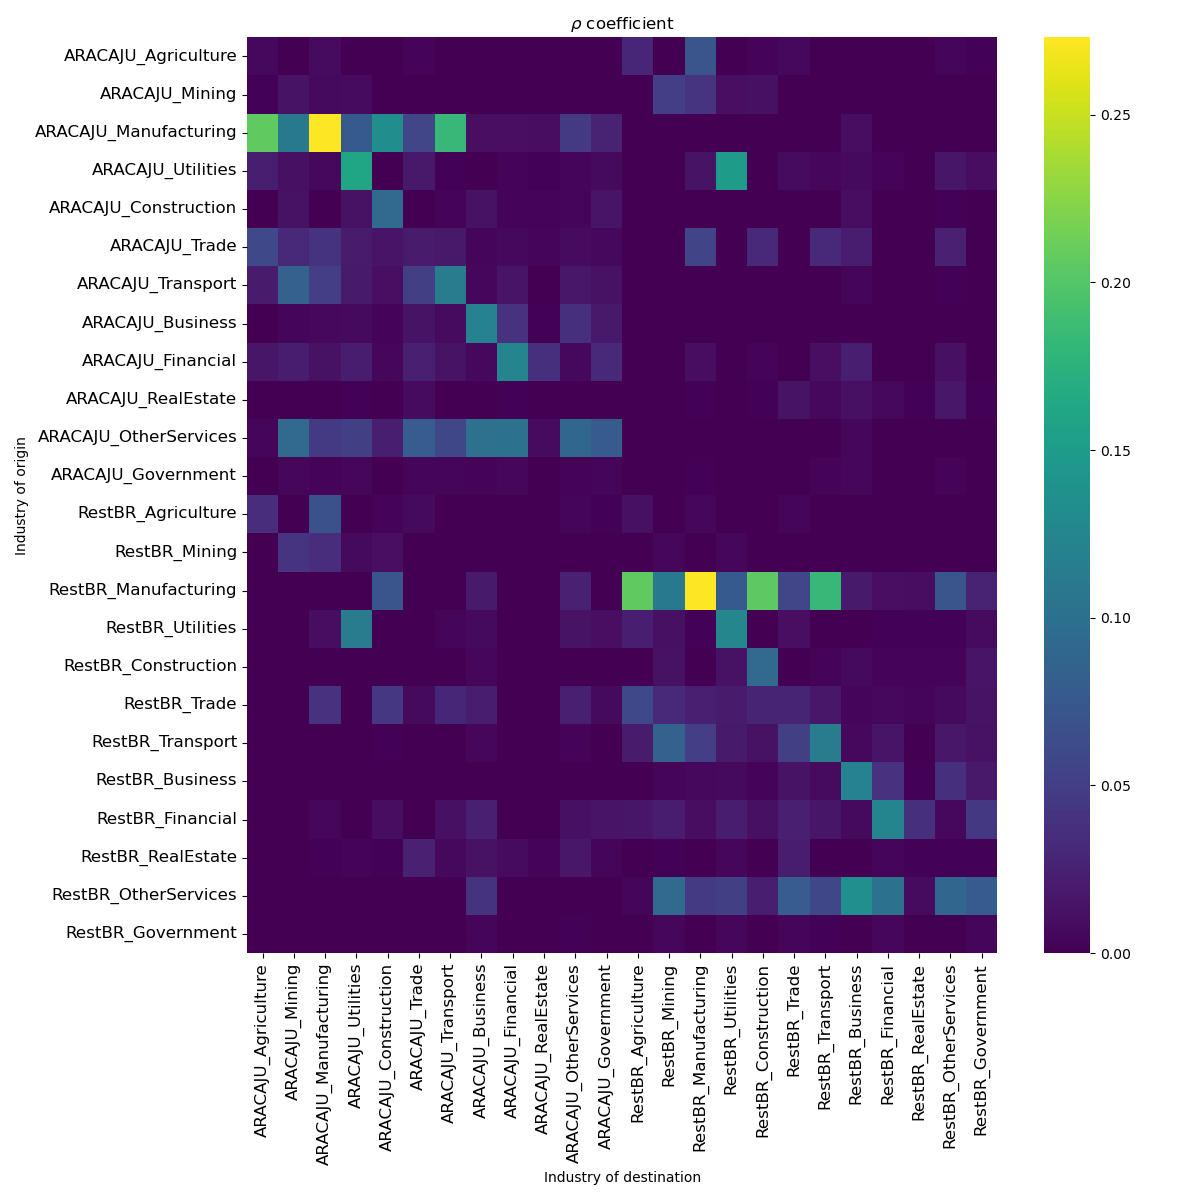 ρ coefficient
ARACAJU_Agriculture
ARACAJU_Mining
ARACAJU_Manufacturing
ARACAJU_Utilities
ARACAJU_Construction
ARACAJU_Trade
ARACAJU_Transport
ARACAJU_Business
ARACAJU_Financial
ARACAJU_RealEstate
ARACAJU_OtherServices
ARACAJU_Government
RestBR_Agriculture
RestBR_Mining
RestBR_Manufacturing
RestBR_Utilities
RestBR_Construction
RestBR_Trade
RestBR_Transport
RestBR_Business
RestBR_Financial
RestBR_RealEstate
RestBR_OtherServices
RestBR_Government
Industry of origin
ARACAJU_Agriculture
ARACAJU_Mining
ARACAJU_Manufacturing
ARACAJU_Utilities
ARACAJU_Construction
ARACAJU_Trade
ARACAJU_Transport
ARACAJU_Business
ARACAJU_Financial
ARACAJU_RealEstate
ARACAJU_OtherServices
ARACAJU_Government
RestBR_Agriculture
RestBR_Mining
RestBR_Manufacturing
RestBR_Utilities
RestBR_Construction
RestBR_Trade
RestBR_Transport
RestBR_Business
RestBR_Financial
RestBR_RealEstate
RestBR_OtherServices
RestBR_Government
Industry of destination
0.25
0.20
0.15
0.10
0.05
0.00